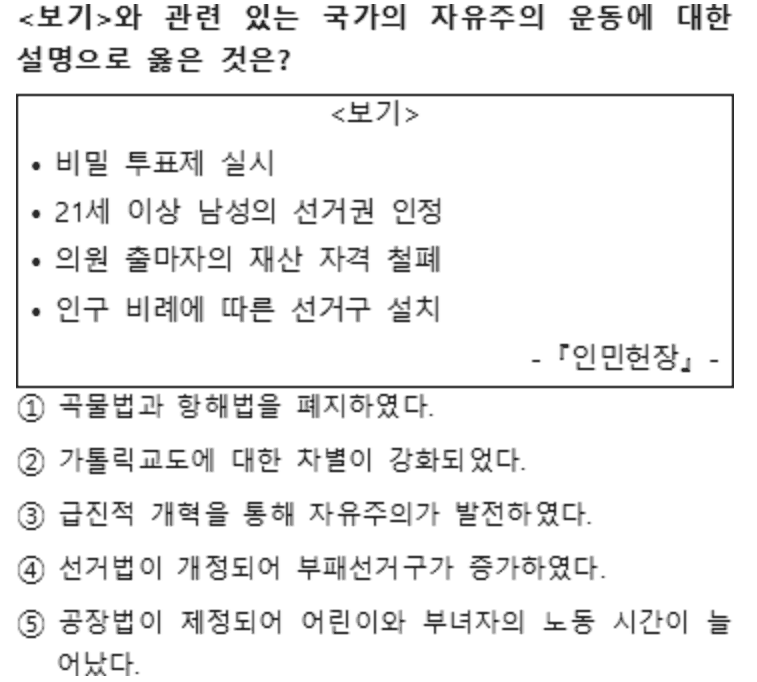 <보기>와 관련 있는 국가의 자유주의 운동에 대한
설명으로 옳은 것은?
<보기>
• 비밀 투표제 실시
• 21세 이상 남성의 선거권 인정
• 의원 출마자의 재산 자격 철폐
• 인구 비례에 따른 선거구 설치
-『인민헌장』-
① 곡물법과 항해법을 폐지하였다.
② 가톨릭교도에 대한 차별이 강화되었다.
③ 급진적 개혁을 통해 자유주의가 발전하였다.
④ 선거법이 개정되어 부패선거구가 증가하였다.
⑤ 공장법이 제정되어 어린이와 부녀자의 노동 시간이 늘
어났다.